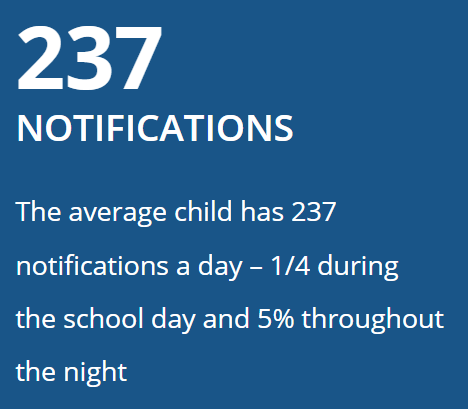 237
NOTIFICATIONS
The average child has 237
notifications a day – 1/4 during
the school day and 5% throughout
the night